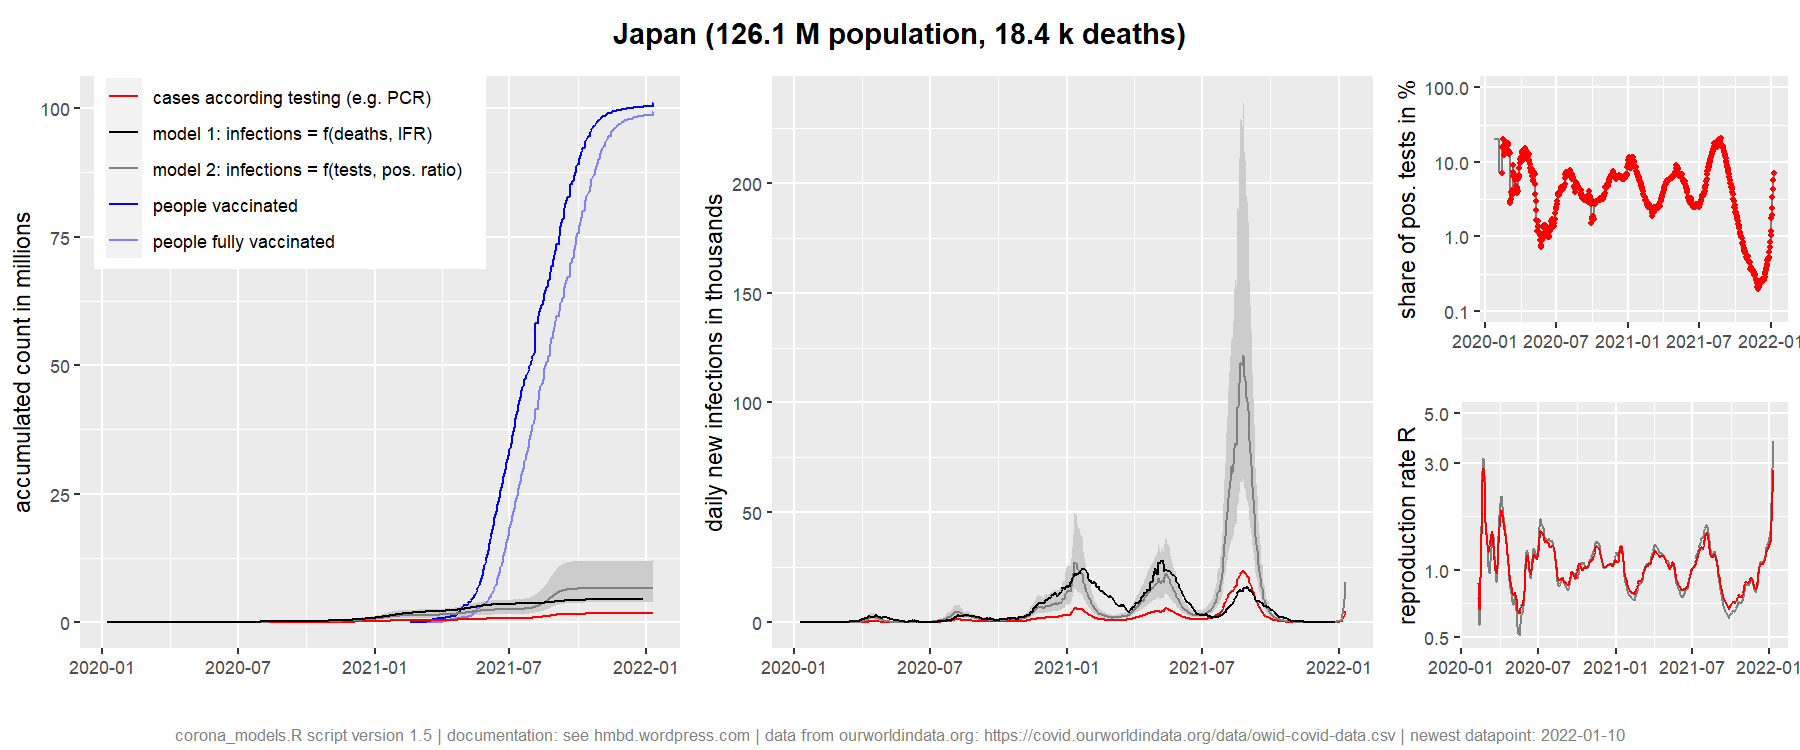 Japan (126.1 M population, 18.4 k deaths)
accumulated count in millions
100
75
50
25
0
cases according testing (e.g. PCR)
model 1: infections = f(deaths, IFR)
model 2: infections = f(tests, pos. ratio)
people vaccinated
people fully vaccinated
2020-01 2020-07 2021-01 2021-07 2022-01
daily new infections in thousands
200
150
100
50
0
2020-01 2020-07 2021-01 2021-07 2022-01
share of pos. tests in %
100.0
10.0
1.0
0.1
2020-01 2020-07 2021-01 2021-07 2022-01
reproduction rate R
5.0
3.0
1.0
0.5
2020-01 2020-07 2021-01 2021-07 2022-01
corona_models.R script version 1.5 | documentation: see hmbd.wordpress.com | data from ourworldindata.org: https://covid.ourworldindata.org/data/owid-covid-data.csv | newest datapoint: 2022-01-10